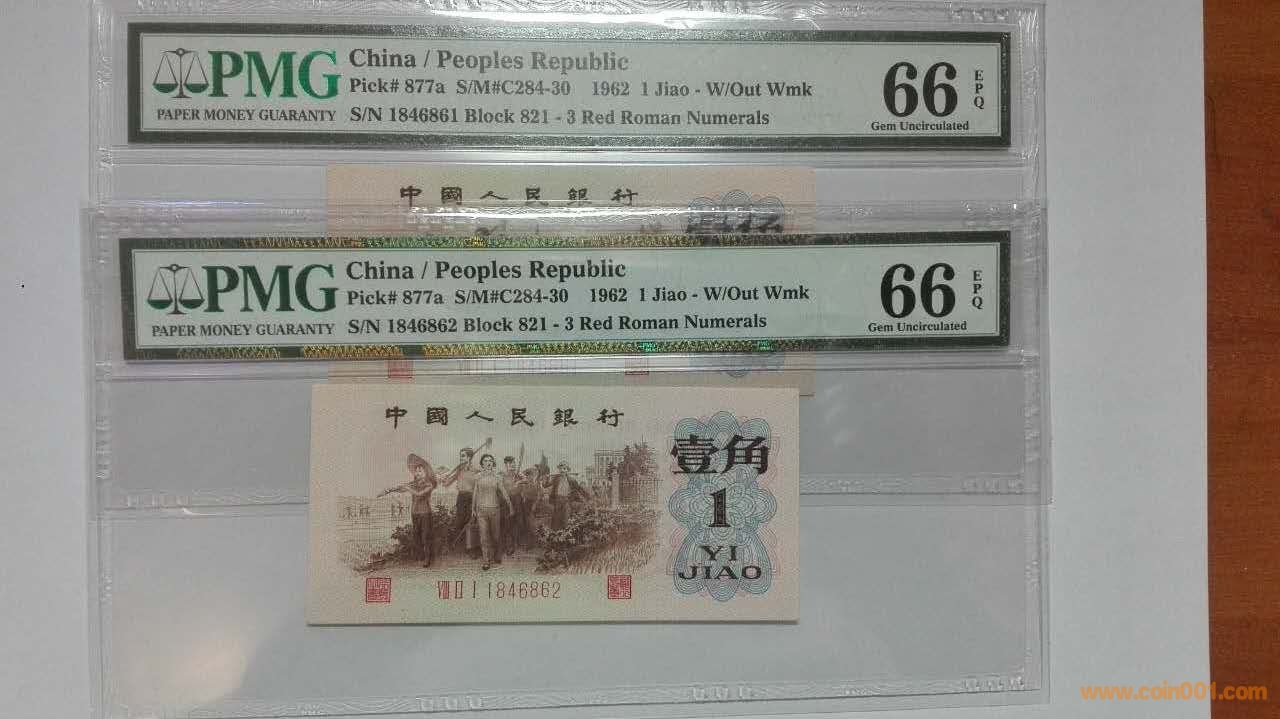 PMG
PAPER MONEY GUARANTY
China / Peoples Republic
Pick# 877a S/M#C284-30 1962 1 Jiao - W/Out Wmk
S/N 1846861 Block 821 - 3 Red Roman Numerals
66
EPQ
Gem Uncirculated
中國人民銀行
PMG
PAPER MONEY GUARANTY
China / Peoples Republic
Pick# 877a S/M#C284-30 1962 1 Jiao - W/Out Wmk
S/N 1846862 Block 821 - 3 Red Roman Numerals
66
EPQ
Gem Uncirculated
中國人民銀行
壹角
1
YI
JIAO
VIII II I 1846862
www.coin001.com